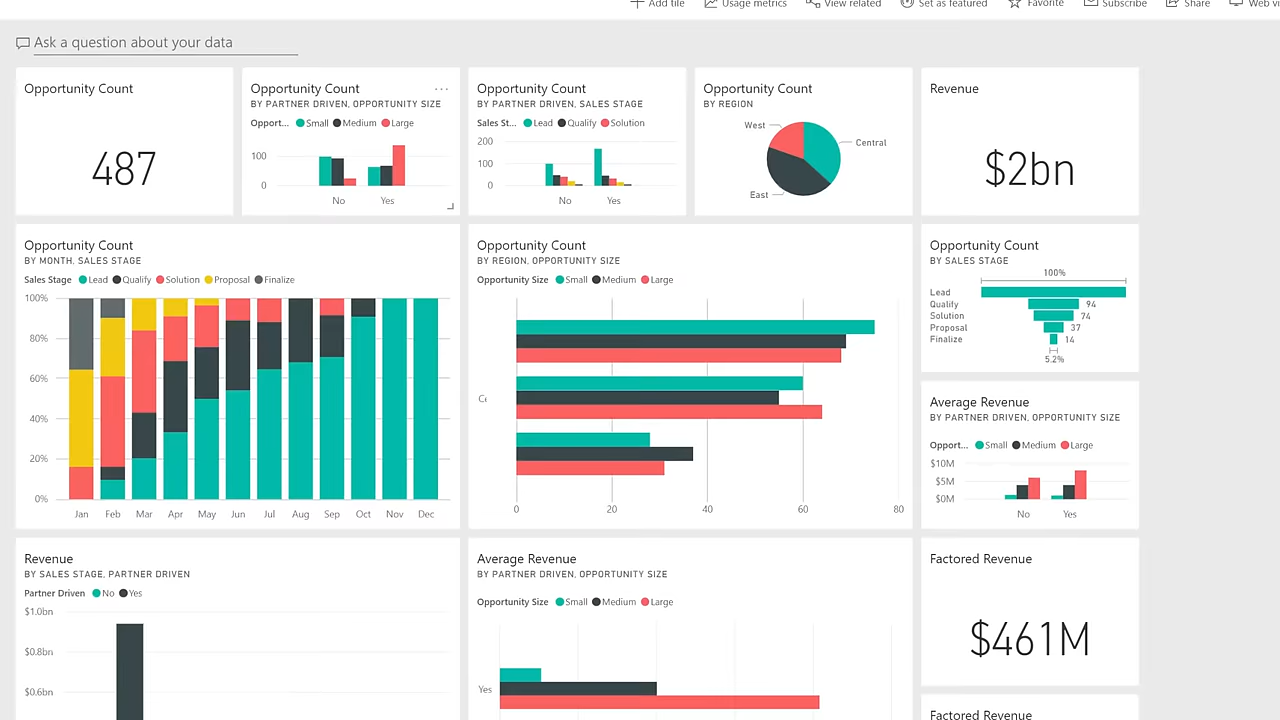 Add tile Usage metrics View related Set as featured Favorite Subscribe Share Web vi
Ask a question about your data
Opportunity Count
487
Opportunity Count
BY PARTNER DRIVEN, OPPORTUNITY SIZE
Opport... Small Medium Large
100
0
No Yes
Opportunity Count
BY PARTNER DRIVEN, SALES STAGE
Sales St... Lead Qualify Solution
200
100
0
No Yes
Opportunity Count
BY REGION
West
Central
East
Revenue
$2bn
Opportunity Count
BY MONTH, SALES STAGE
Sales Stage Lead Qualify Solution Proposal Finalize
100%
80%
60%
40%
20%
0%
Jan Feb Mar Apr May Jun Jul Aug Sep Oct Nov Dec
Opportunity Count
BY REGION, OPPORTUNITY SIZE
Opportunity Size Small Medium Large
0 20 40 60 80
Opportunity Count
BY SALES STAGE
100%
Lead
Qualify 94
Solution 74
Proposal 37
Finalize 14
5.2%
Average Revenue
BY PARTNER DRIVEN, OPPORTUNITY SIZE
Opport... Small Medium Large
$10M
$5M
$0M
No Yes
Revenue
BY SALES STAGE, PARTNER DRIVEN
Partner Driven No Yes
$1.0bn
$0.8bn
$0.6bn
Average Revenue
BY PARTNER DRIVEN, OPPORTUNITY SIZE
Opportunity Size Small Medium Large
Yes
Factored Revenue
$461M
Factored Revenue